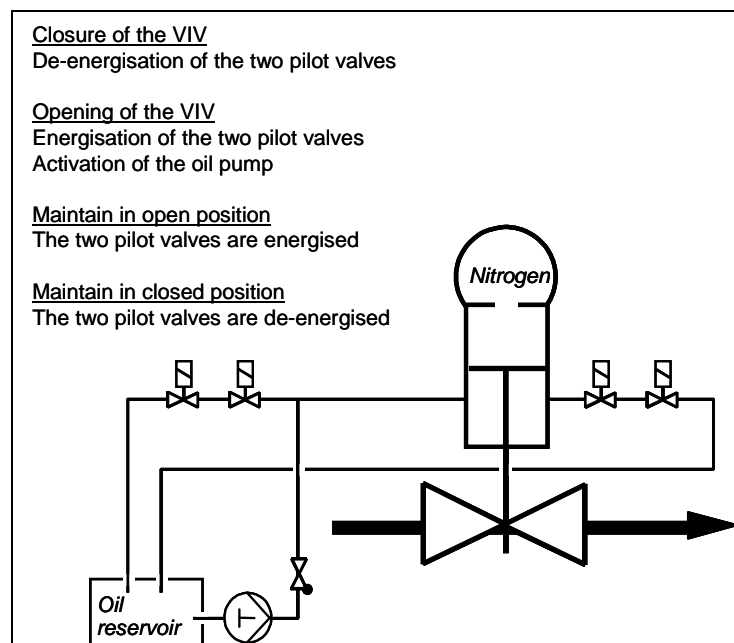 Closure of the VIV
De-energisation of the two pilot valves
Opening of the VIV
Energisation of the two pilot valves
Activation of the oil pump
Maintain in open position
The two pilot valves are energised
Maintain in closed position
The two pilot valves are de-energised
Nitrogen
Oil
reservoir